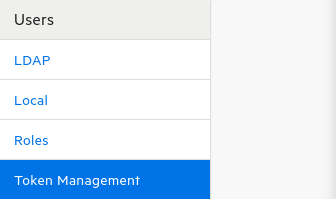 Users
LDAP
Local
Roles
Token Management